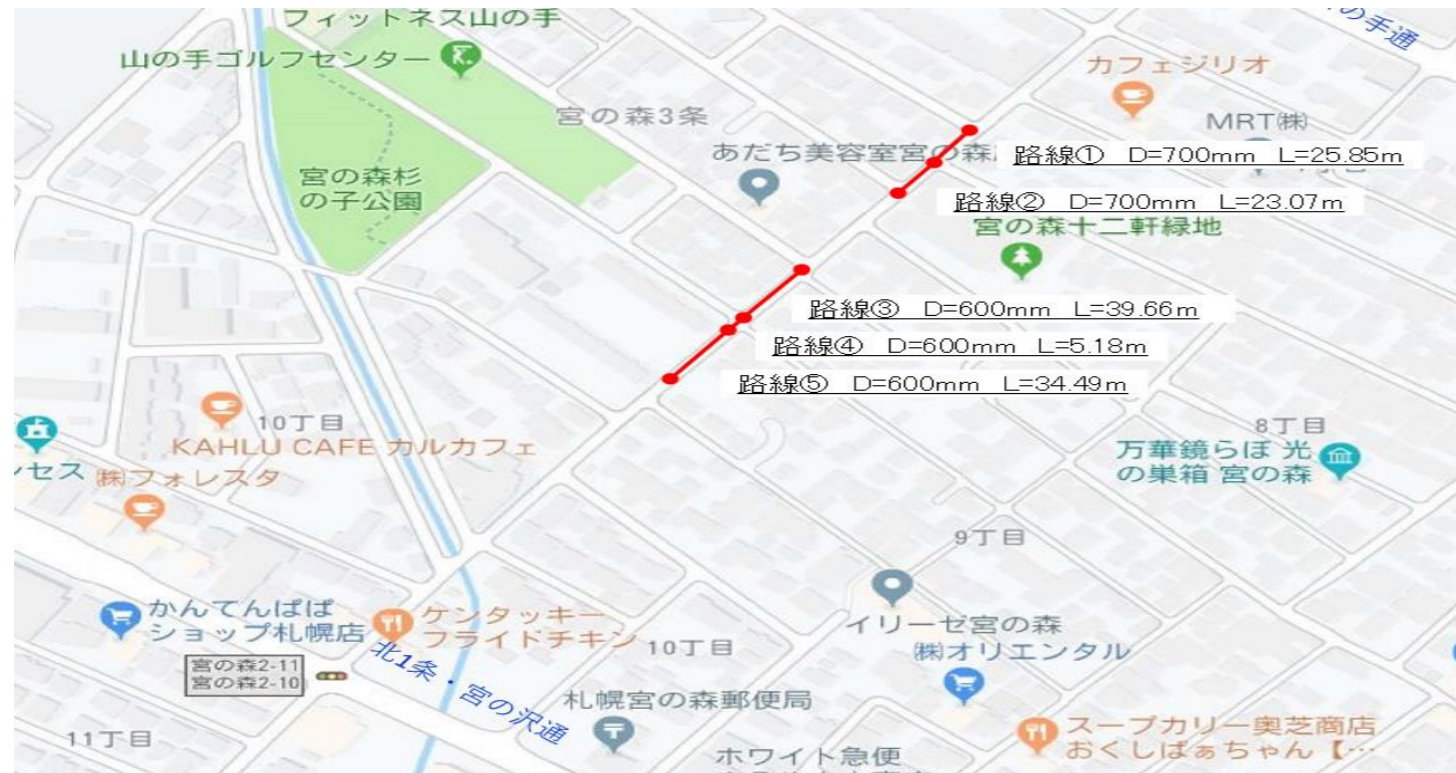 フィットネス山の手
山の手ゴルフセンター
の手通
カフェジリオ
宮の森3条
MRT㈱
あだち美容室宮の森
路線① D=700mm L=25.85m
宮の森杉
の子公園
路線② D=700mm L=23.07m
宮の森十二軒緑地
路線③ D=600mm L=39.66m
路線④ D=600mm L=5.18m
路線⑤ D=600mm L=34.49m
10丁目
KAHLU CAFE カルカフェ
ンセス
㈱フォレスタ
8丁目
万華鏡らぼ 光
の巣箱 宮の森
9丁目
かんてんぱぱ
ショップ札幌店
ケンタッキー
フライドチキン
イリーゼ宮の森
10丁目
㈱オリエンタル
宮の森2-11
宮の森2-10
北1条・宮の沢通
札幌宮の森郵便局
11丁目
スープカリー奥芝商店
おくしばぁちゃん【…
ホワイト急便